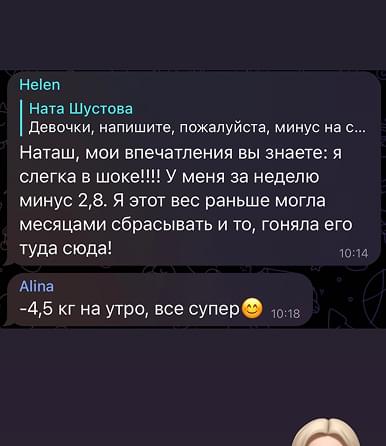 Helen
Ната Шустова
Девочки, напишите, пожалуйста, минус на с...
Наташ, мои впечатления вы знаете: я
слегка в шоке!!!! У меня за неделю
минус 2,8. Я этот вес раньше могла
месяцами сбрасывать и то, гоняла его
туда сюда!
10:14
Alina
-4,5 кг на утро, все супер😊
10:18